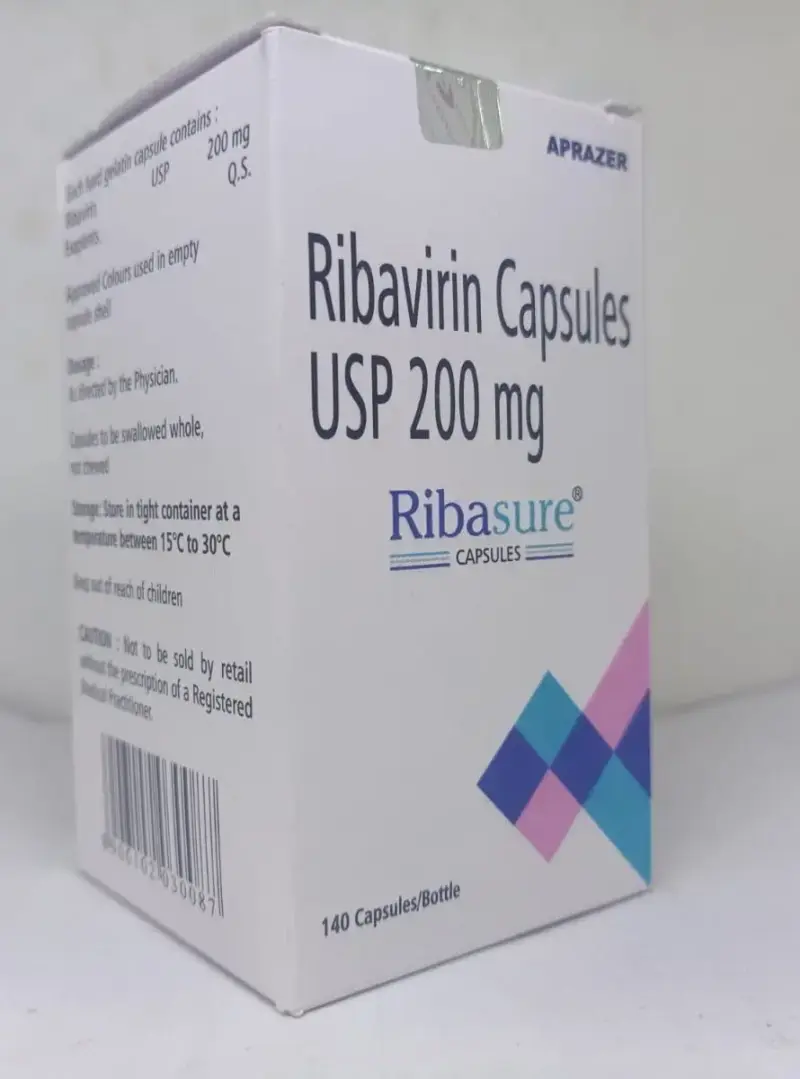 Each hard gelatin capsule contains :
Ribavirin USP 200 mg
Excipients Q.S.
Approved Colours used in empty
capsule shell
Dosage :
As directed by the Physician.
Capsules to be swallowed whole,
not chewed
Storage: Store in tight container at a
temperature between 15°C to 30°C
Keep out of reach of children
CAUTION : Not to be sold by retail
without the prescription of a Registered
Medical Practitioner.
APRAZER
Ribavirin Capsules
USP 200 mg
Ribasure®
CAPSULES
140 Capsules/Bottle